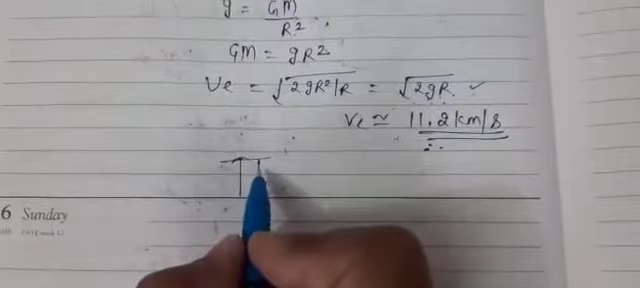 g = GM/R²
GM = gR²
Ve = √2gR²/R = √2gR ✓
Ve ≃ 11.2 km/s
6 Sunday